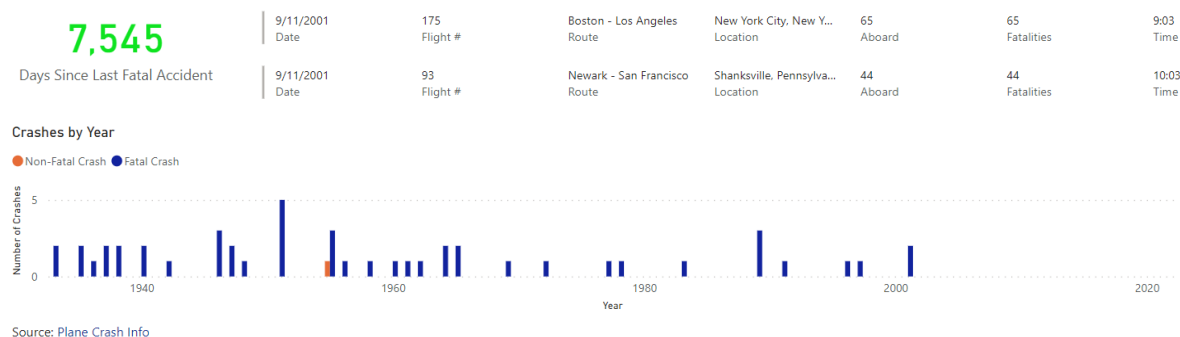 7,545
Days Since Last Fatal Accident
9/11/2001 175 Boston - Los Angeles New York City, New Y... 65 65 9:03
Date Flight # Route Location Aboard Fatalities Time
9/11/2001 93 Newark - San Francisco Shanksville, Pennsylva... 44 44 10:03
Date Flight # Route Location Aboard Fatalities Time
Crashes by Year
Non-Fatal Crash Fatal Crash
Number of Crashes
5
0
1940 1960 1980 2000 2020
Year
Source: Plane Crash Info